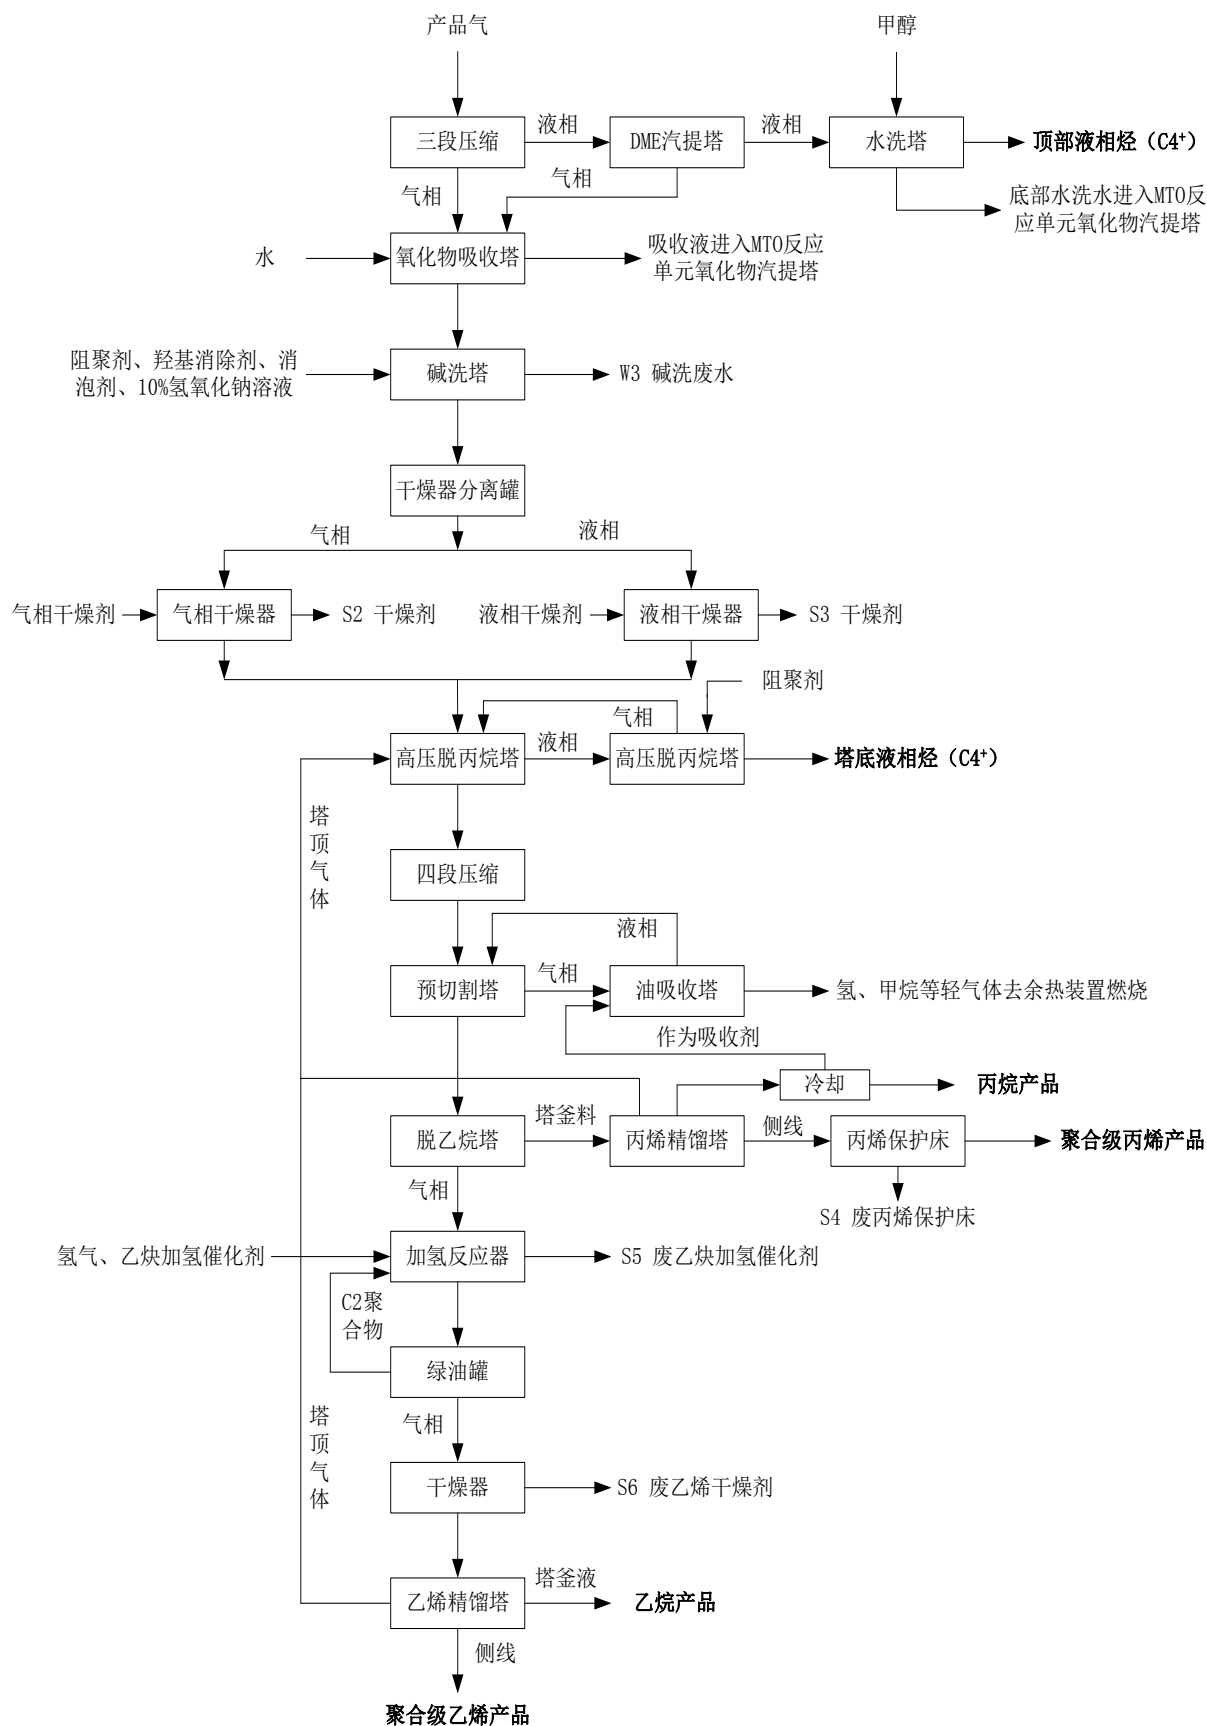 产品气
甲醇
三段压缩
液相
DME汽提塔
液相
水洗塔
顶部液相烃（C4⁺）
气相
气相
底部水洗水进入MTO反
应单元氧化物汽提塔
水
氧化物吸收塔
吸收液进入MTO反应
单元氧化物汽提塔
阻聚剂、羟基消除剂、消
泡剂、10%氢氧化钠溶液
碱洗塔
W3 碱洗废水
干燥器分离罐
气相
液相
气相干燥剂
气相干燥器
S2 干燥剂
液相干燥剂
液相干燥器
S3 干燥剂
阻聚剂
气相
高压脱丙烷塔
液相
高压脱丙烷塔
塔底液相烃（C4⁺）
塔
顶
气
体
四段压缩
液相
预切割塔
气相
油吸收塔
氢、甲烷等轻气体去余热装置燃烧
作为吸收剂
冷却
丙烷产品
脱乙烷塔
塔釜料
丙烯精馏塔
侧线
丙烯保护床
聚合级丙烯产品
气相
S4 废丙烯保护床
氢气、乙炔加氢催化剂
加氢反应器
S5 废乙炔加氢催化剂
C2聚
合物
绿油罐
塔
顶
气
体
气相
干燥器
S6 废乙烯干燥剂
乙烯精馏塔
塔釜液
乙烷产品
侧线
聚合级乙烯产品